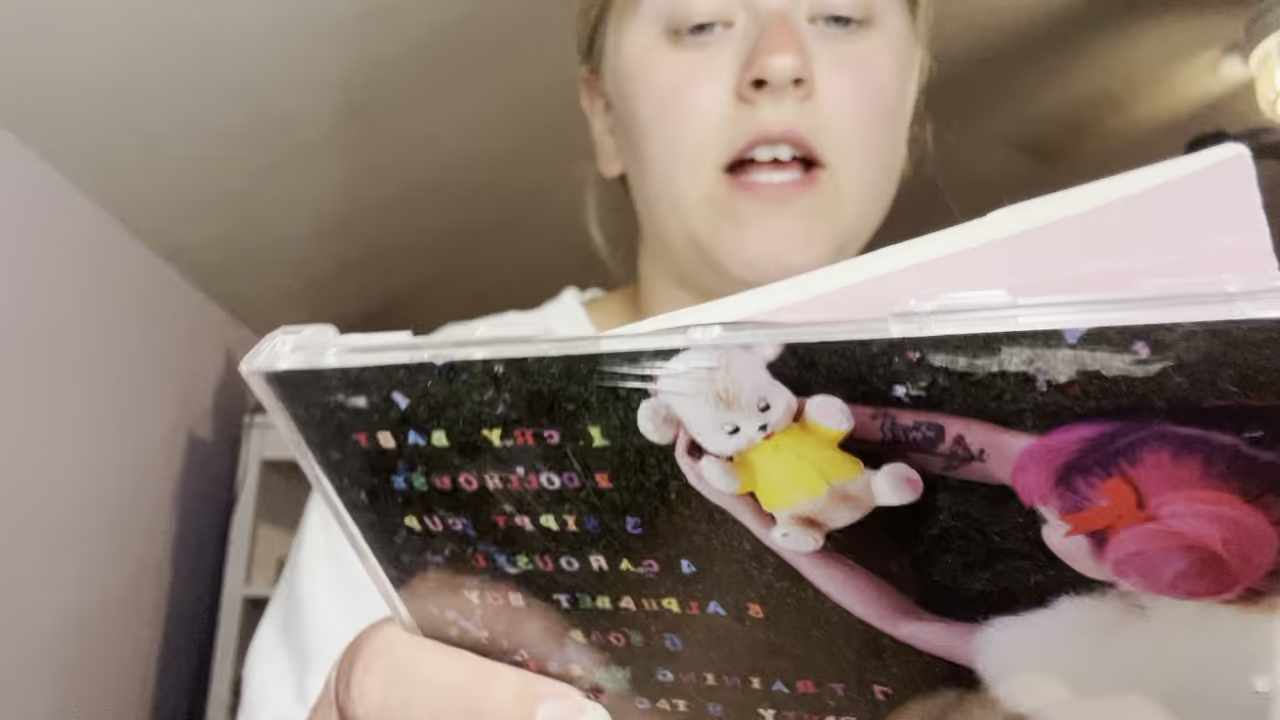 1. CRY BABY
2 DOLLHOUSE
3 SIPPY CUP
4 CAROUSEL
5 ALPHABET BOY
6 SOAP
7 TRAINING